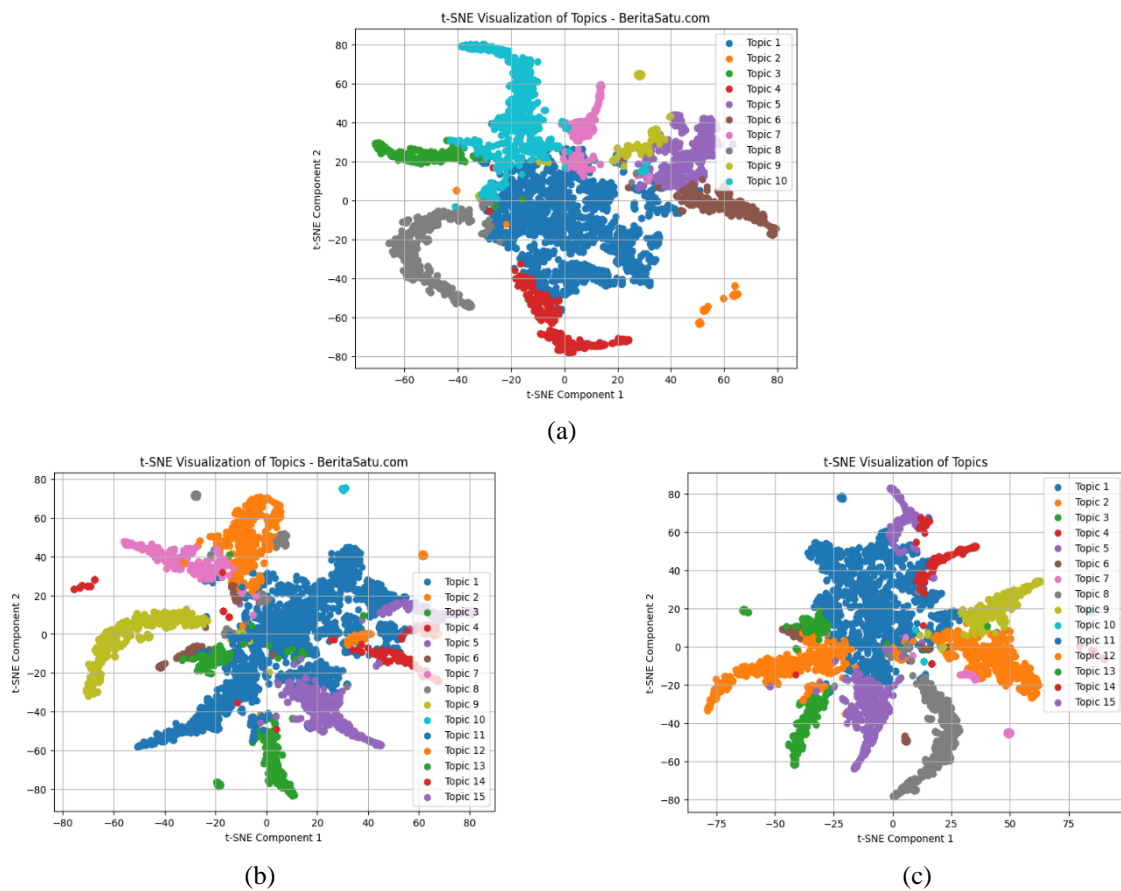 t-SNE Visualization of Topics - BeritaSatu.com
Topic 1
Topic 2
Topic 3
Topic 4
Topic 5
Topic 6
Topic 7
Topic 8
Topic 9
Topic 10
80
60
40
20
0
−20
−40
−60
−80
t-SNE Component 2
−60
−40
−20
0
20
40
60
80
t-SNE Component 1
(a)
t-SNE Visualization of Topics - BeritaSatu.com
Topic 1
Topic 2
Topic 3
Topic 4
Topic 5
Topic 6
Topic 7
Topic 8
Topic 9
Topic 10
Topic 11
Topic 12
Topic 13
Topic 14
Topic 15
80
60
40
20
0
−20
−40
−60
−80
t-SNE Component 2
−80
−60
−40
−20
0
20
40
60
80
t-SNE Component 1
(b)
t-SNE Visualization of Topics
Topic 1
Topic 2
Topic 3
Topic 4
Topic 5
Topic 6
Topic 7
Topic 8
Topic 9
Topic 10
Topic 11
Topic 12
Topic 13
Topic 14
Topic 15
80
60
40
20
0
−20
−40
−60
−80
t-SNE Component 2
−75
−50
−25
0
25
50
75
t-SNE Component 1
(c)